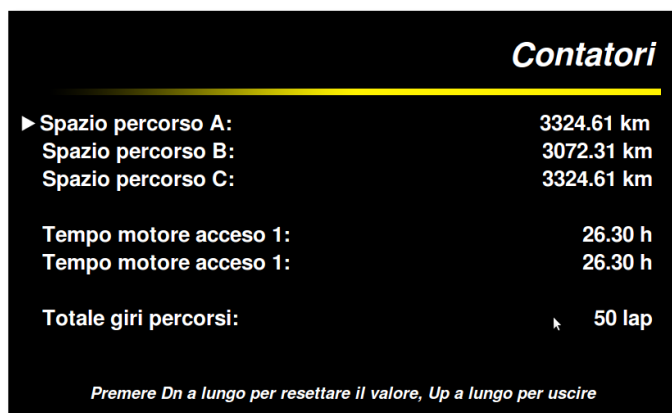 Contatori
Spazio percorso A: 3324.61 km
Spazio percorso B: 3072.31 km
Spazio percorso C: 3324.61 km
Tempo motore acceso 1: 26.30 h
Tempo motore acceso 1: 26.30 h
Totale giri percorsi: 50 lap
Premere Dn a lungo per resettare il valore, Up a lungo per uscire